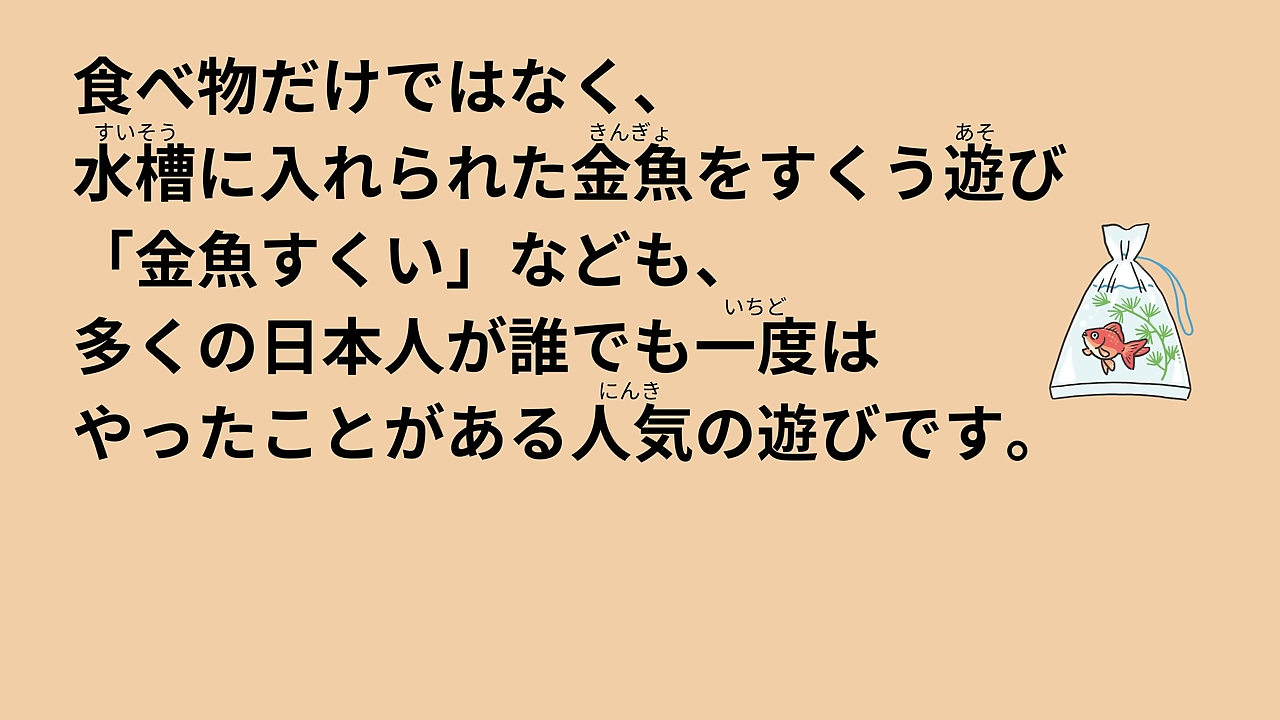 食べ物だけではなく、
すいそう きんぎょ あそ
水槽に入れられた金魚をすくう遊び
「金魚すくい」なども、
いちど
多くの日本人が誰でも一度は
にんき
やったことがある人気の遊びです。